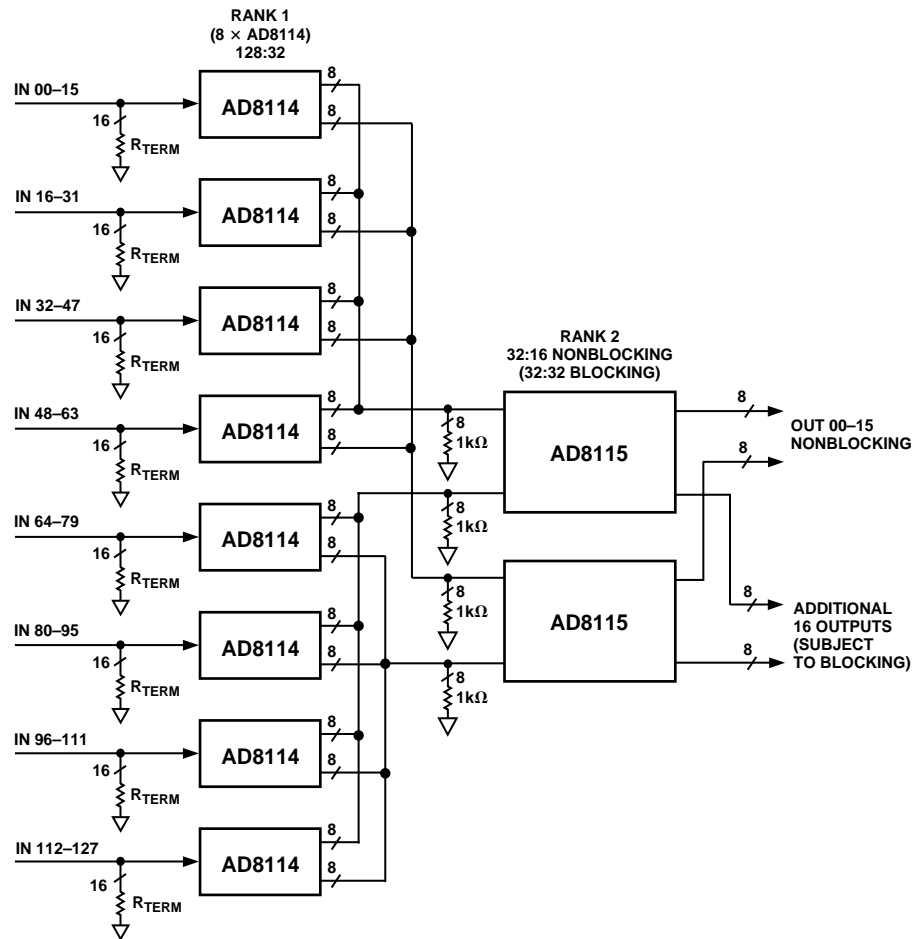 RANK 1
(8 × AD8114)
128:32
IN 00–15
16
RTERM
AD8114
8
8
IN 16–31
16
RTERM
AD8114
8
8
IN 32–47
16
RTERM
AD8114
8
8
IN 48–63
16
RTERM
AD8114
8
8
IN 64–79
16
RTERM
AD8114
8
8
IN 80–95
16
RTERM
AD8114
8
8
IN 96–111
16
RTERM
AD8114
8
8
IN 112–127
16
RTERM
AD8114
8
8
RANK 2
32:16 NONBLOCKING
(32:32 BLOCKING)
8
1kΩ
8
1kΩ
AD8115
8
1kΩ
8
1kΩ
AD8115
8
8
OUT 00–15
NONBLOCKING
8
8
ADDITIONAL
16 OUTPUTS
(SUBJECT
TO BLOCKING)